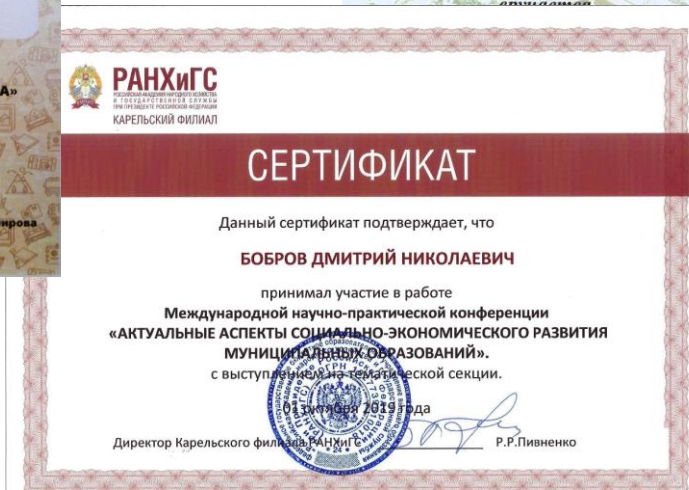 А»
ирова
РАНХиГС
РОССИЙСКАЯ АКАДЕМИЯ НАРОДНОГО ХОЗЯЙСТВА
И ГОСУДАРСТВЕННОЙ СЛУЖБЫ
ПРИ ПРЕЗИДЕНТЕ РОССИЙСКОЙ ФЕДЕРАЦИИ
КАРЕЛЬСКИЙ ФИЛИАЛ
СЕРТИФИКАТ
Данный сертификат подтверждает, что
БОБРОВ ДМИТРИЙ НИКОЛАЕВИЧ
принимал участие в работе
Международной научно-практической конференции
«АКТУАЛЬНЫЕ АСПЕКТЫ СОЦИАЛЬНО-ЭКОНОМИЧЕСКОГО РАЗВИТИЯ
МУНИЦИПАЛЬНЫХ ОБРАЗОВАНИЙ».
с выступлением на тематической секции.
01 октября 2019 года
Директор Карельского филиала РАНХиГС Р.Р.Пивненко